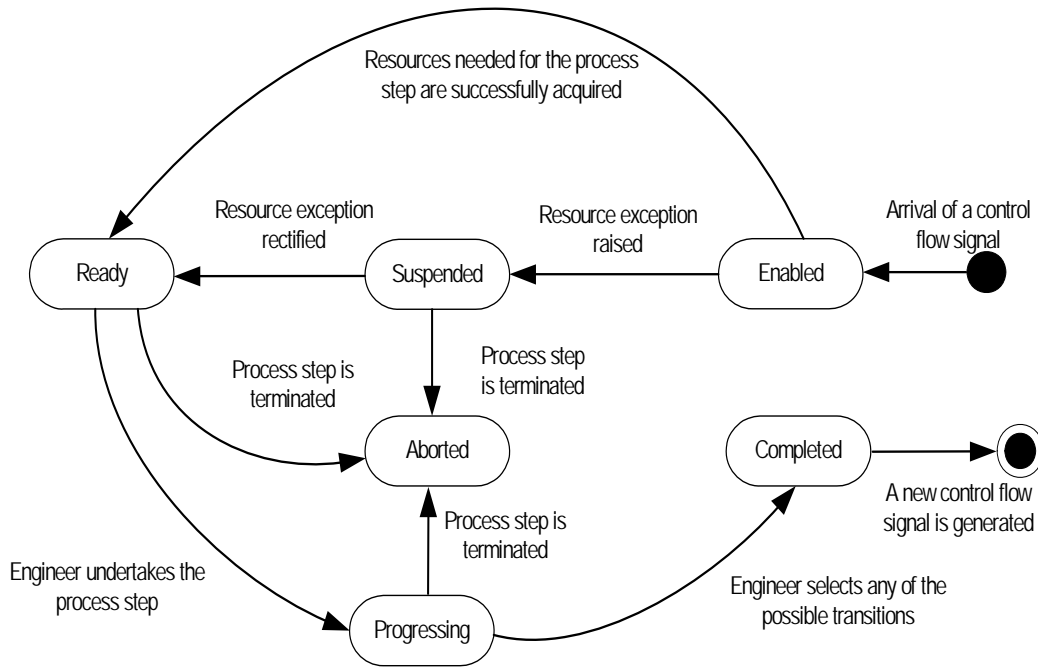 Resources needed for the process
step are successfully acquired
Resource exception
rectified
Resource exception
raised
Arrival of a control
flow signal
Ready
Suspended
Enabled
Process step is
terminated
Process step
is terminated
Aborted
Completed
A new control flow
signal is generated
Process step is
terminated
Engineer undertakes the
process step
Progressing
Engineer selects any of the
possible transitions